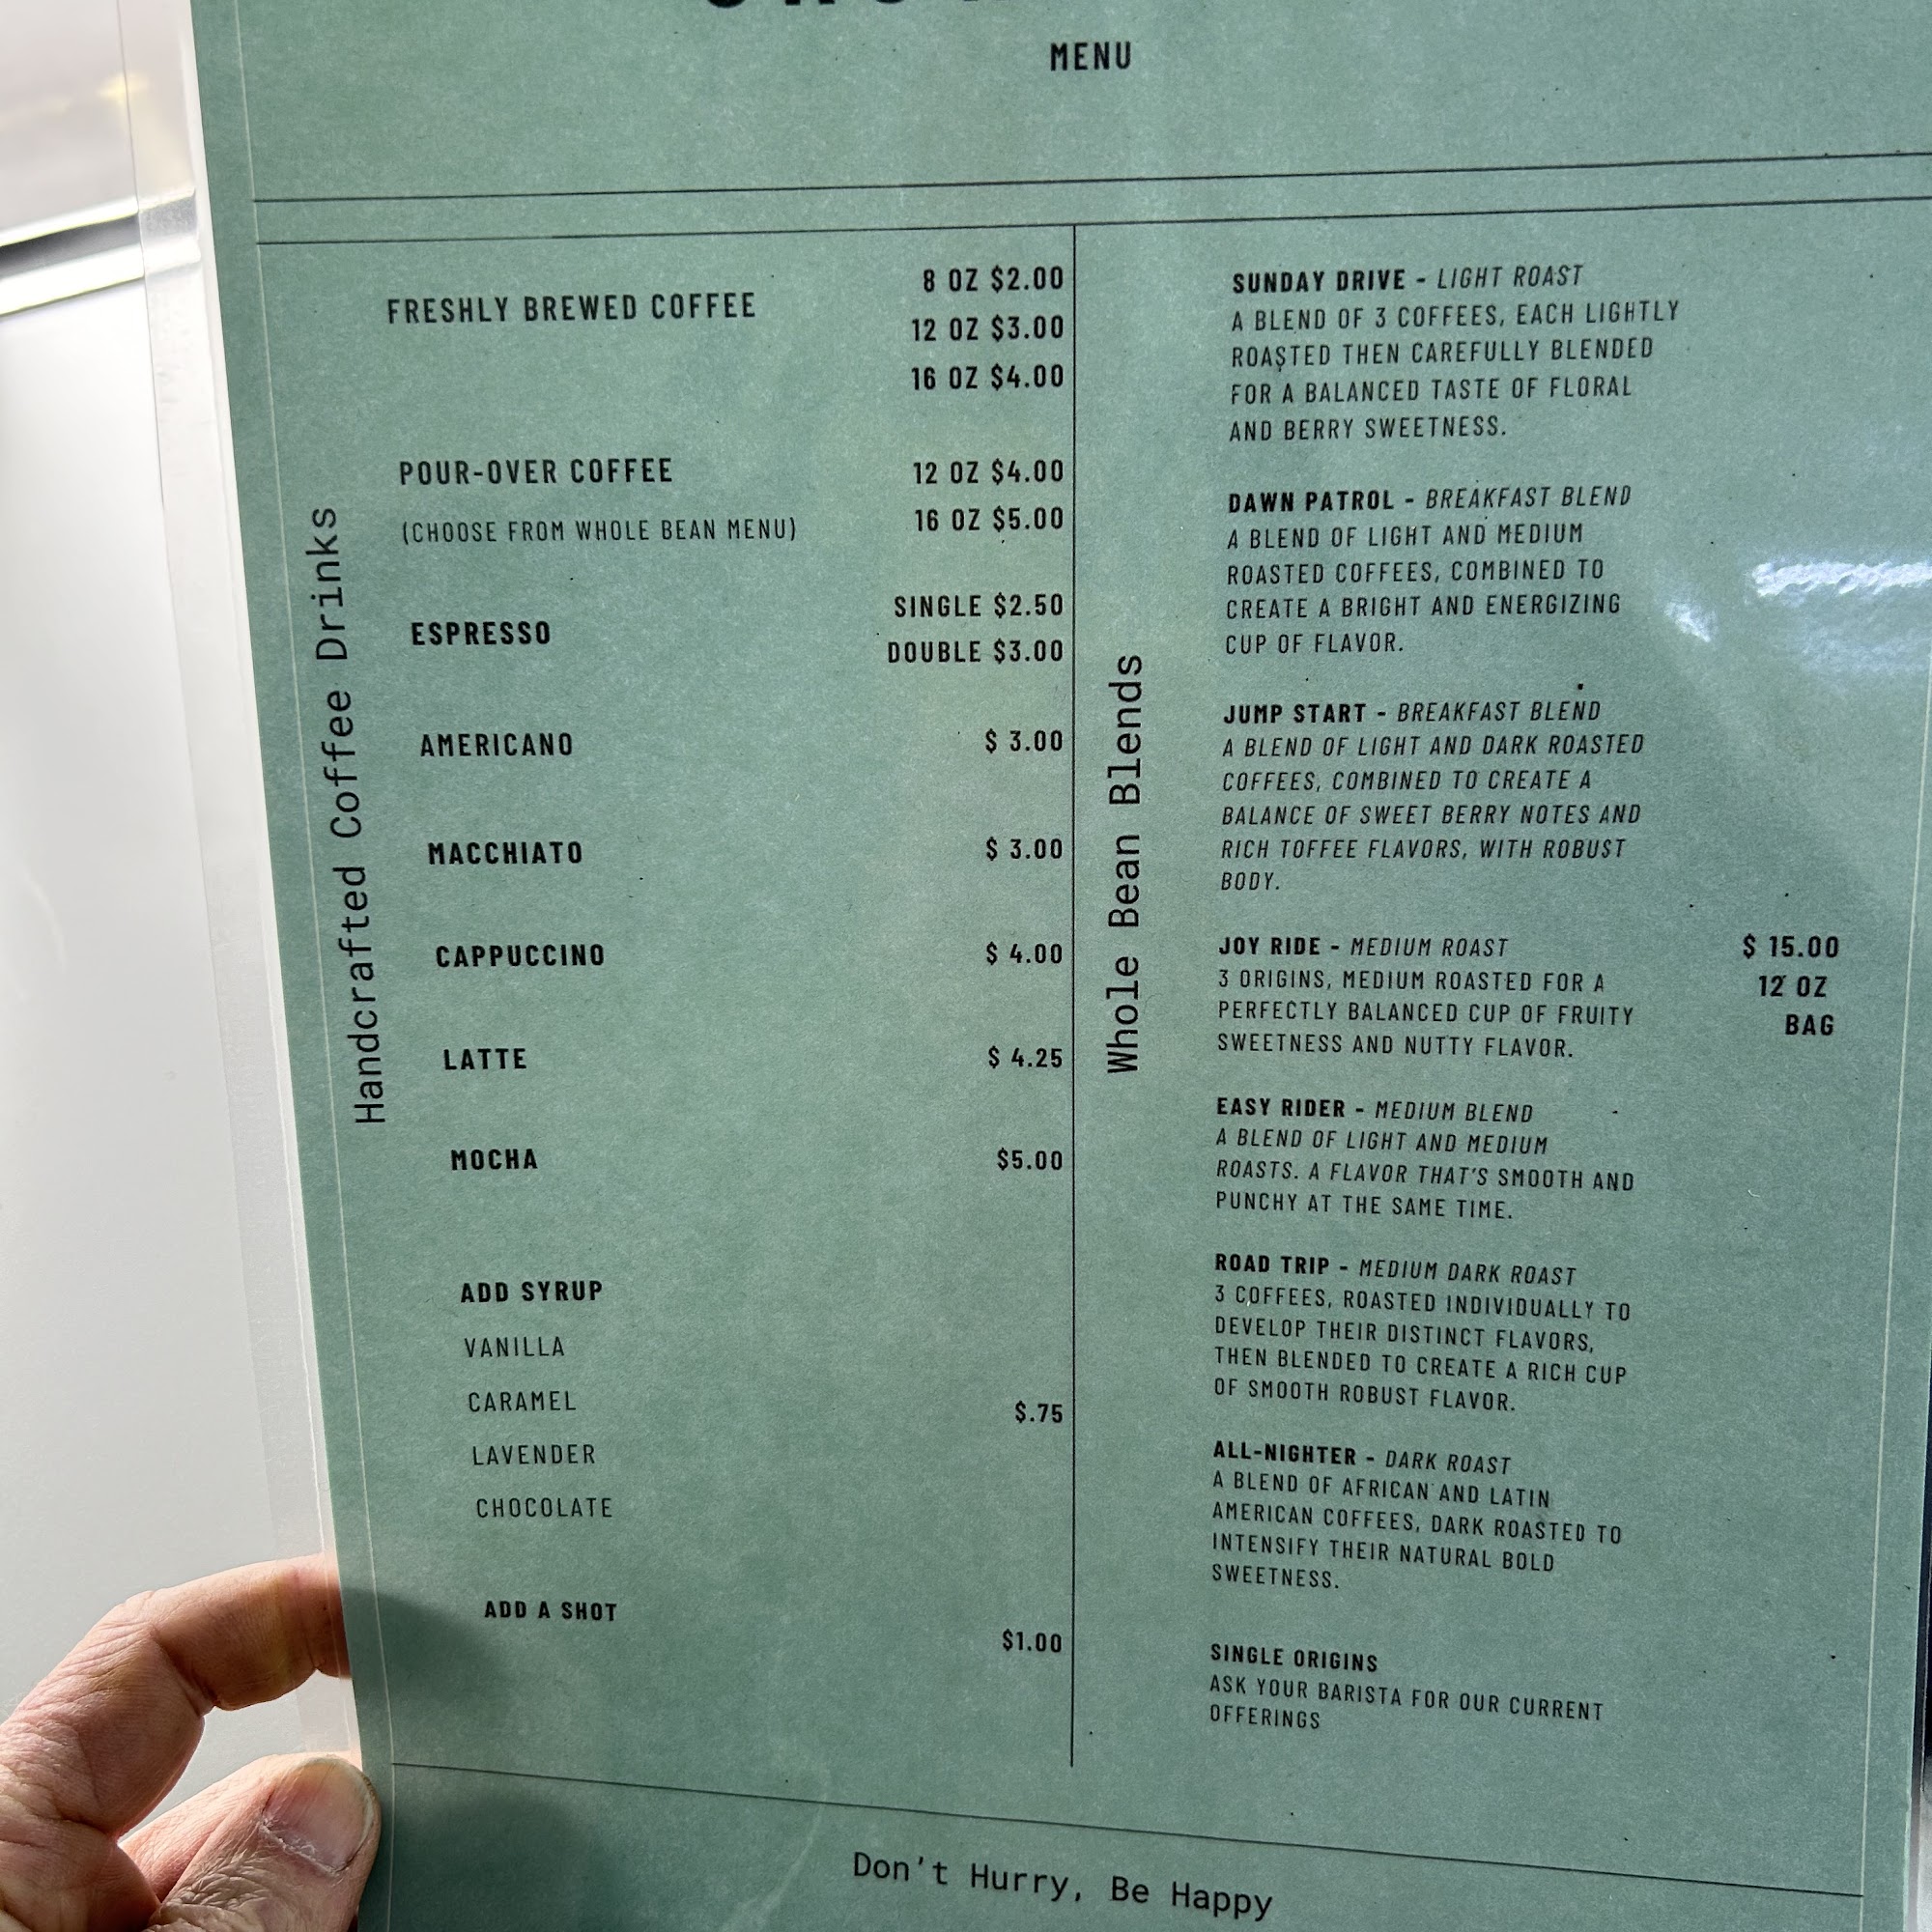 MENU
Handcrafted Coffee Drinks
FRESHLY BREWED COFFEE
8 OZ $2.00
12 OZ $3.00
16 OZ $4.00
POUR-OVER COFFEE
(CHOOSE FROM WHOLE BEAN MENU)
12 OZ $4.00
16 OZ $5.00
ESPRESSO
SINGLE $2.50
DOUBLE $3.00
AMERICANO $ 3.00
MACCHIATO $ 3.00
CAPPUCCINO $ 4.00
LATTE $ 4.25
MOCHA $5.00
ADD SYRUP
VANILLA
CARAMEL
$.75
LAVENDER
CHOCOLATE
ADD A SHOT
$1.00
Whole Bean Blends
SUNDAY DRIVE - LIGHT ROAST
A BLEND OF 3 COFFEES, EACH LIGHTLY
ROASTED THEN CAREFULLY BLENDED
FOR A BALANCED TASTE OF FLORAL
AND BERRY SWEETNESS.
DAWN PATROL - BREAKFAST BLEND
A BLEND OF LIGHT AND MEDIUM
ROASTED COFFEES, COMBINED TO
CREATE A BRIGHT AND ENERGIZING
CUP OF FLAVOR.
JUMP START - BREAKFAST BLEND
A BLEND OF LIGHT AND DARK ROASTED
COFFEES, COMBINED TO CREATE A
BALANCE OF SWEET BERRY NOTES AND
RICH TOFFEE FLAVORS, WITH ROBUST
BODY.
JOY RIDE - MEDIUM ROAST
3 ORIGINS, MEDIUM ROASTED FOR A
PERFECTLY BALANCED CUP OF FRUITY
SWEETNESS AND NUTTY FLAVOR.
$ 15.00
12 OZ
BAG
EASY RIDER - MEDIUM BLEND
A BLEND OF LIGHT AND MEDIUM
ROASTS. A FLAVOR THAT'S SMOOTH AND
PUNCHY AT THE SAME TIME.
ROAD TRIP - MEDIUM DARK ROAST
3 COFFEES, ROASTED INDIVIDUALLY TO
DEVELOP THEIR DISTINCT FLAVORS,
THEN BLENDED TO CREATE A RICH CUP
OF SMOOTH ROBUST FLAVOR.
ALL-NIGHTER - DARK ROAST
A BLEND OF AFRICAN AND LATIN
AMERICAN COFFEES, DARK ROASTED TO
INTENSIFY THEIR NATURAL BOLD
SWEETNESS.
SINGLE ORIGINS
ASK YOUR BARISTA FOR OUR CURRENT
OFFERINGS
Don't Hurry, Be Happy